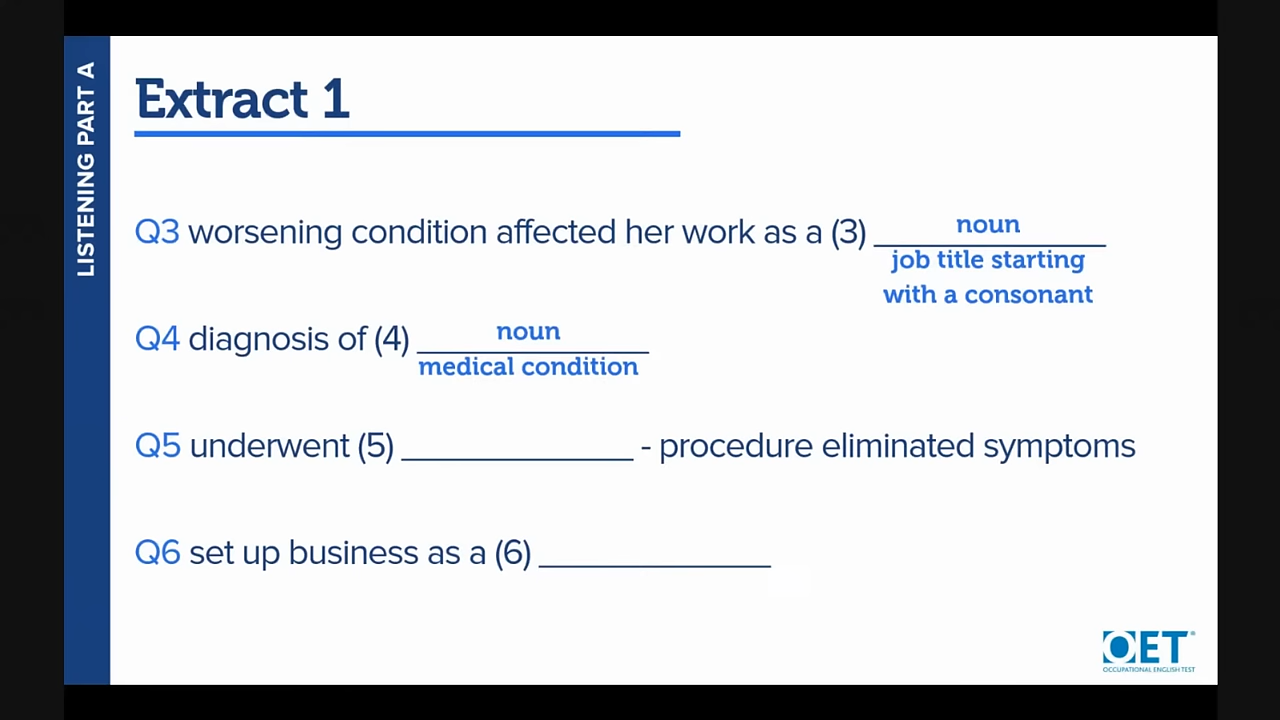 LISTENING PART A
Extract 1
Q3 worsening condition affected her work as a (3) noun
job title starting
with a consonant
Q4 diagnosis of (4) noun
medical condition
Q5 underwent (5) ____________ - procedure eliminated symptoms
Q6 set up business as a (6) ____________
OET®
OCCUPATIONAL ENGLISH TEST